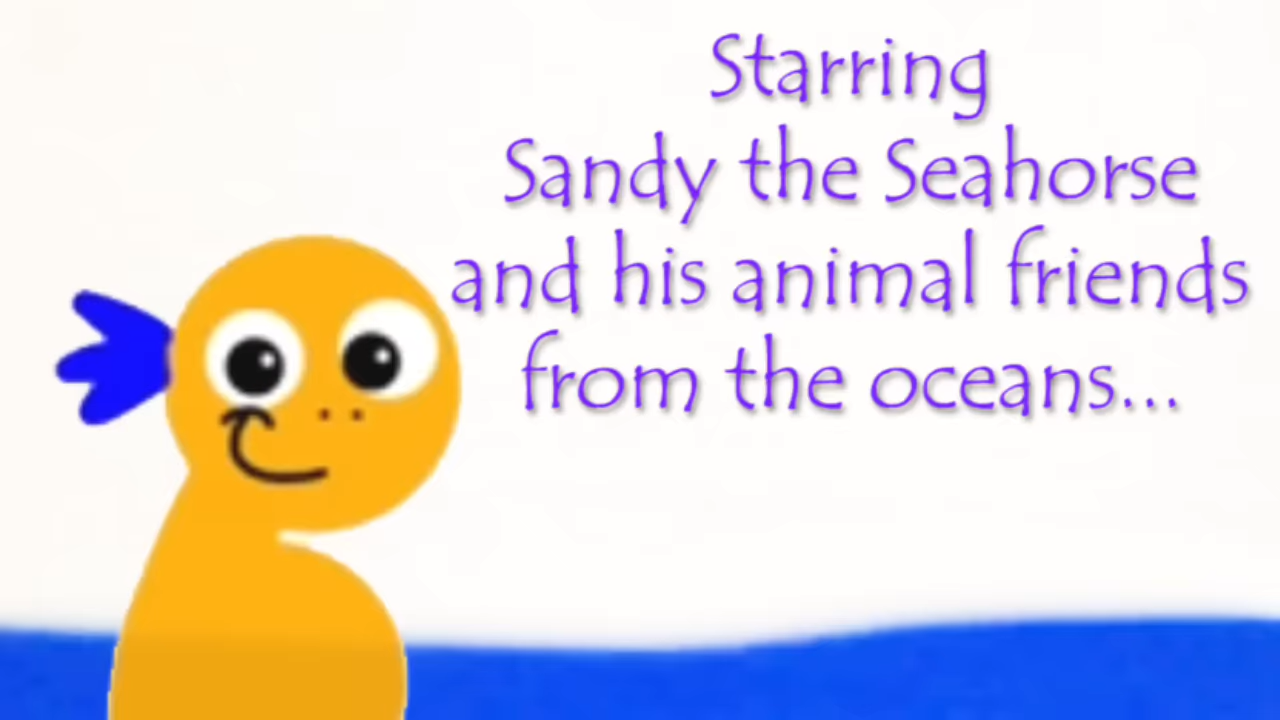 Starring
Sandy the Seahorse
and his animal friends
from the oceans...